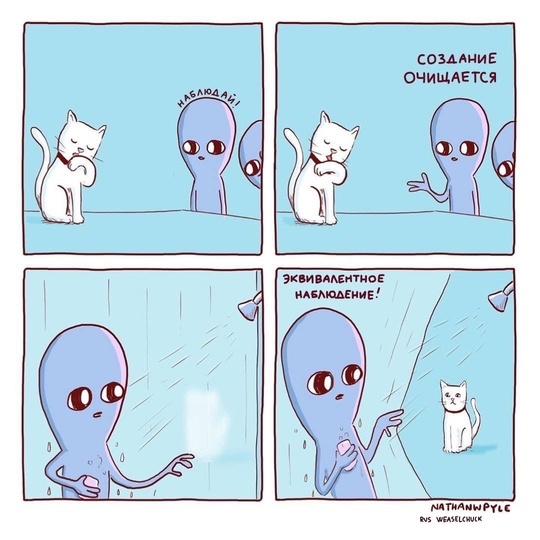 НАБЛЮДАЙ!
СОЗДАНИЕ
ОЧИЩАЕТСЯ
ЭКВИВАЛЕНТНОЕ
НАБЛЮДЕНИЕ!
NATHANWPYLE
RUS WEASELCHUCK